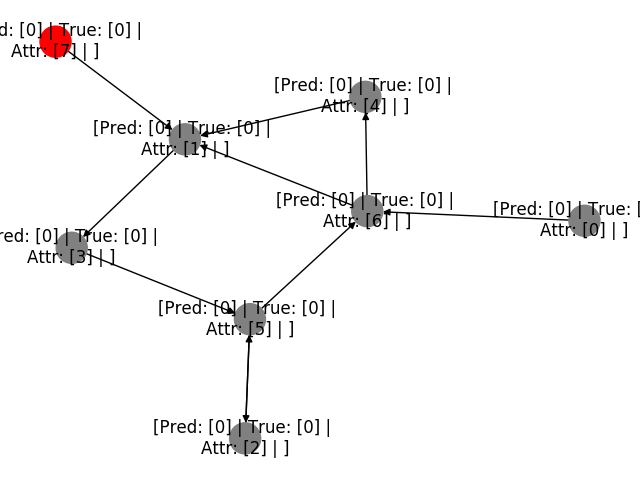 d: [0] | True: [0] |
Attr: [7] | ]
[Pred: [0] | True: [0] |
Attr: [4] | ]
[Pred: [0] | True: [0] |
Attr: [1] | ]
[Pred: [0] | True: [0] |
Attr: [6] | ]
[Pred: [0] | True: [
Attr: [0] | ]
red: [0] | True: [0] |
Attr: [3] | ]
[Pred: [0] | True: [0] |
Attr: [5] | ]
[Pred: [0] | True: [0] |
Attr: [2] | ]